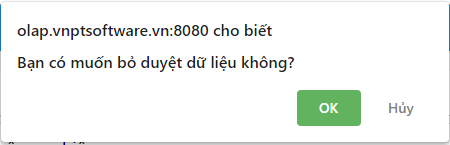 olap.vnptsoftware.vn:8080 cho biết
Bạn có muốn bỏ duyệt dữ liệu không?
OK
Hủy